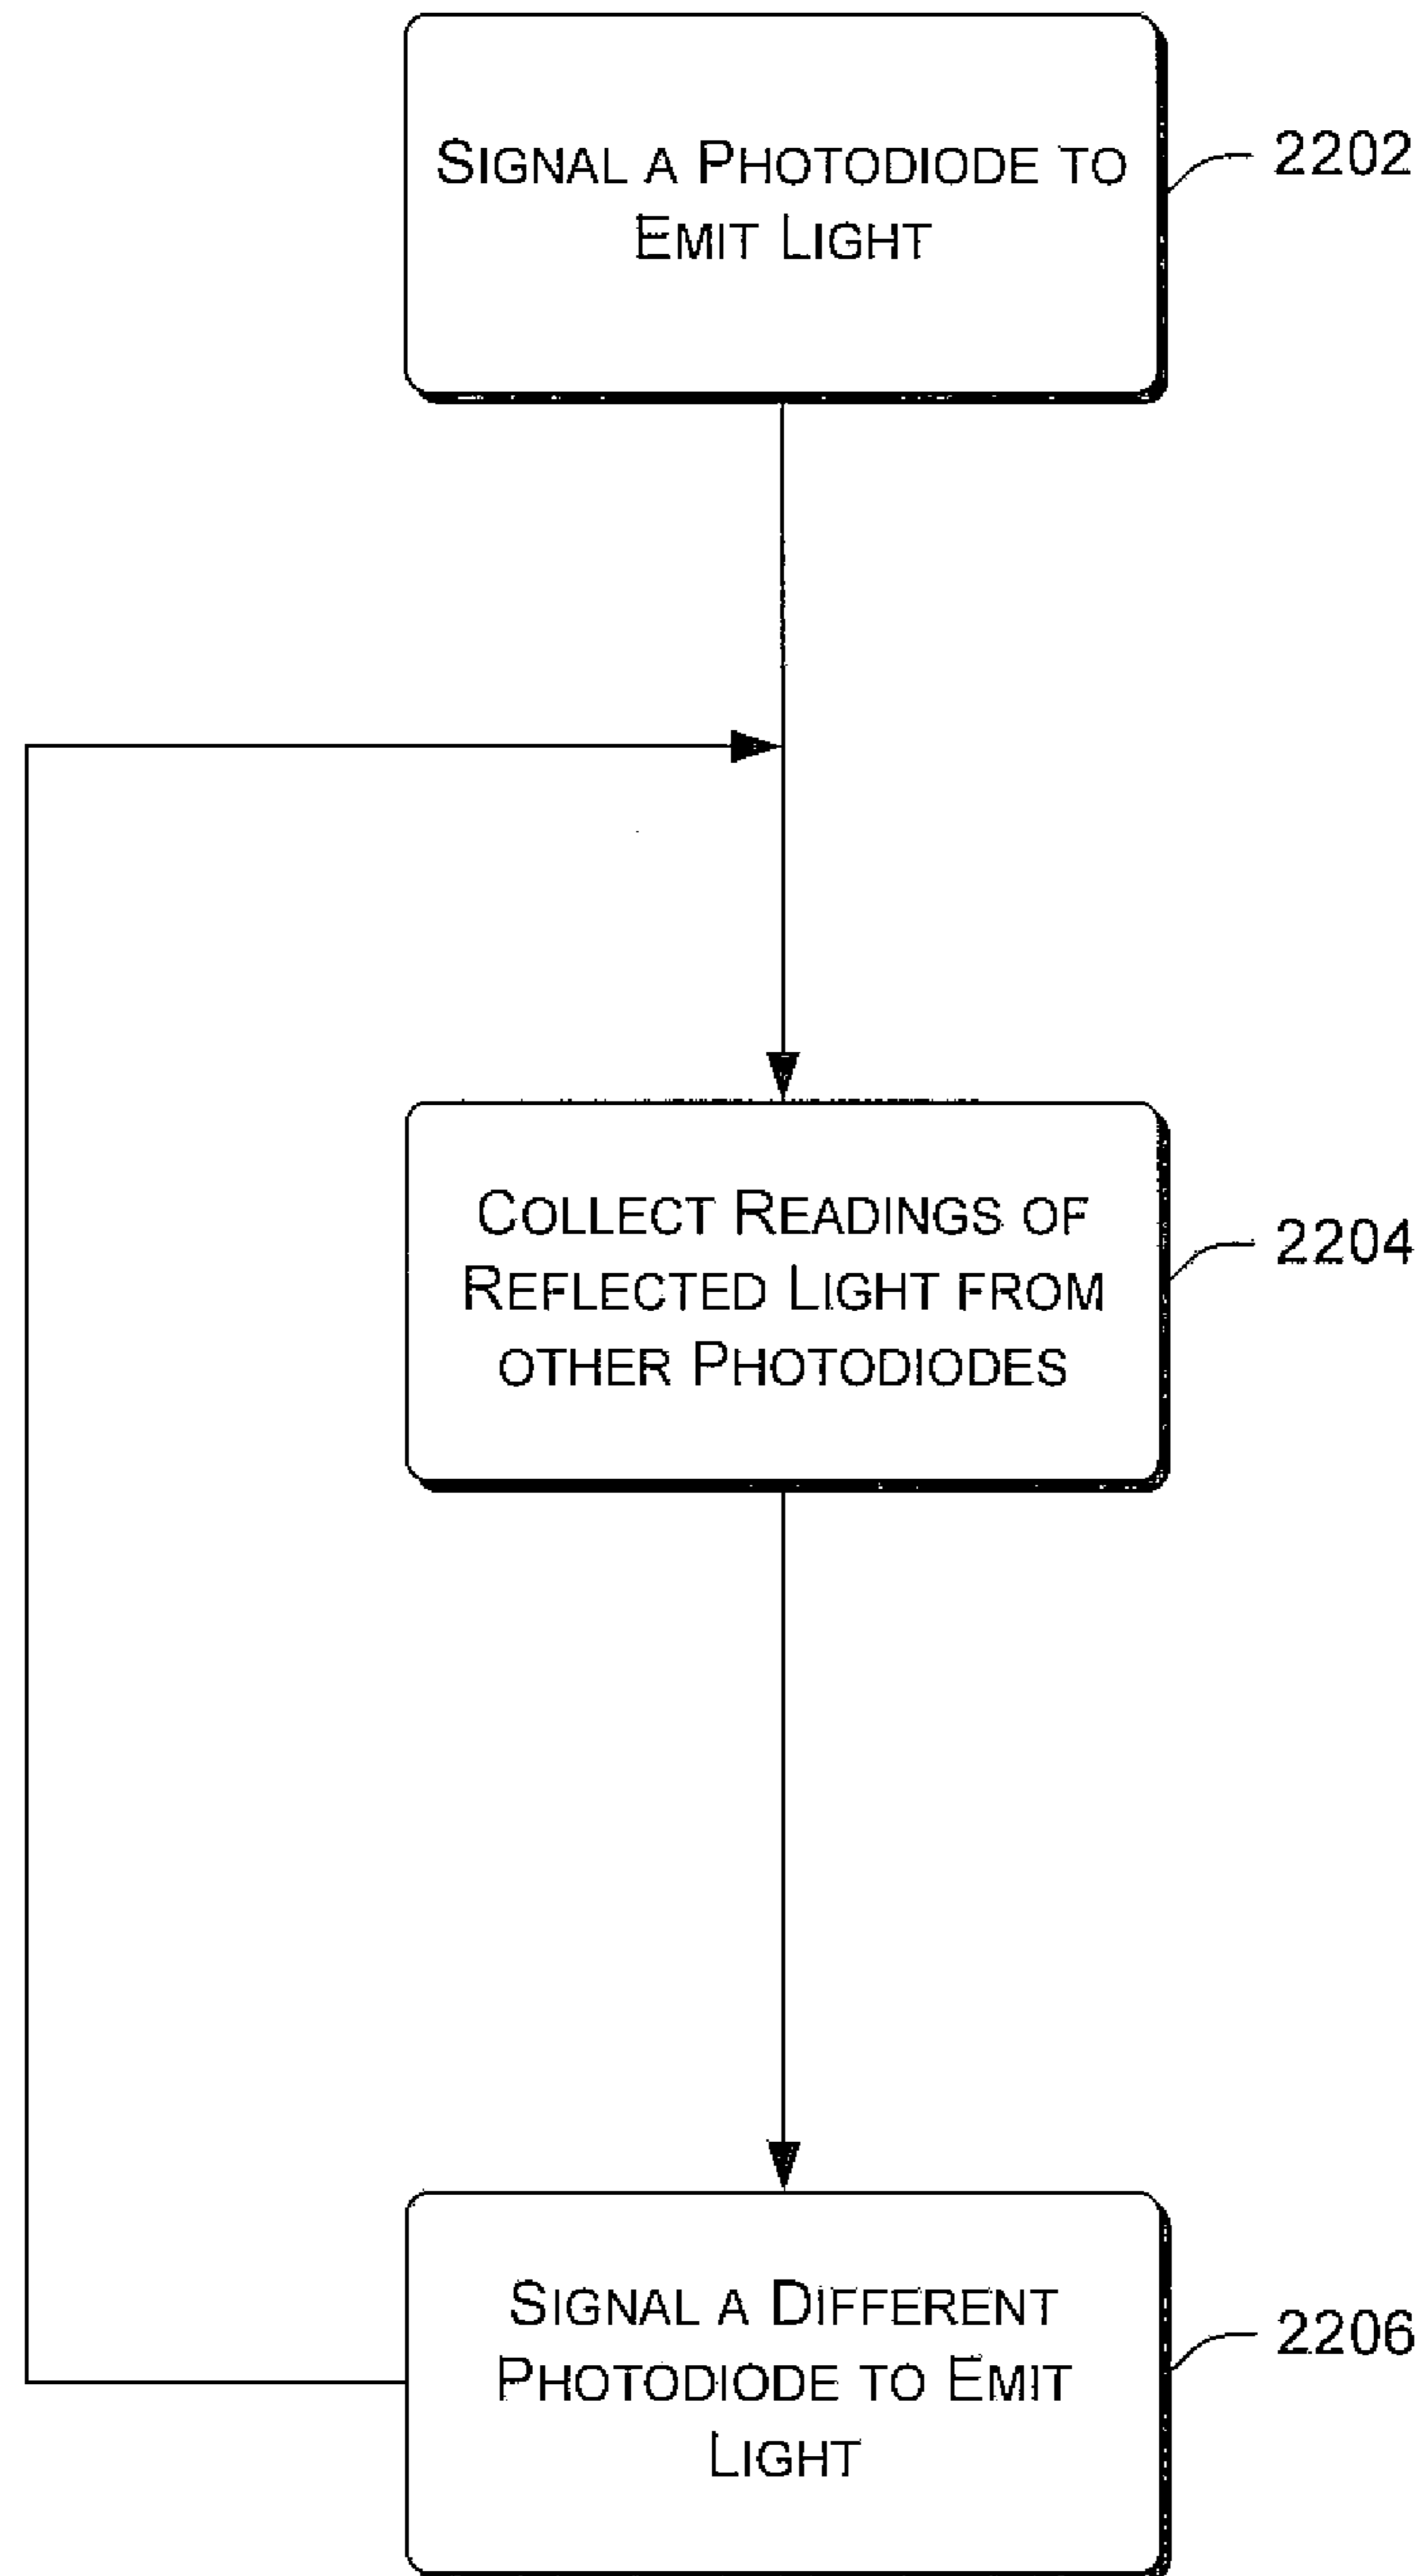 SIGNAL A PHOTODIODE TO
EMIT LIGHT
2202
COLLECT READINGS OF
REFLECTED LIGHT FROM
OTHER PHOTODIODES
2204
SIGNAL A DIFFERENT
PHOTODIODE TO EMIT
LIGHT
2206